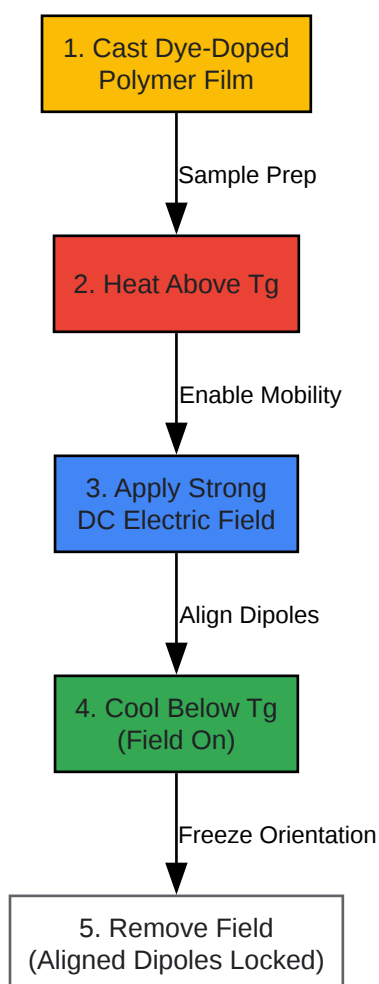 1. Cast Dye-Doped
Polymer Film
Sample Prep
2. Heat Above Tg
Enable Mobility
3. Apply Strong
DC Electric Field
Align Dipoles
4. Cool Below Tg
(Field On)
Freeze Orientation
5. Remove Field
(Aligned Dipoles Locked)